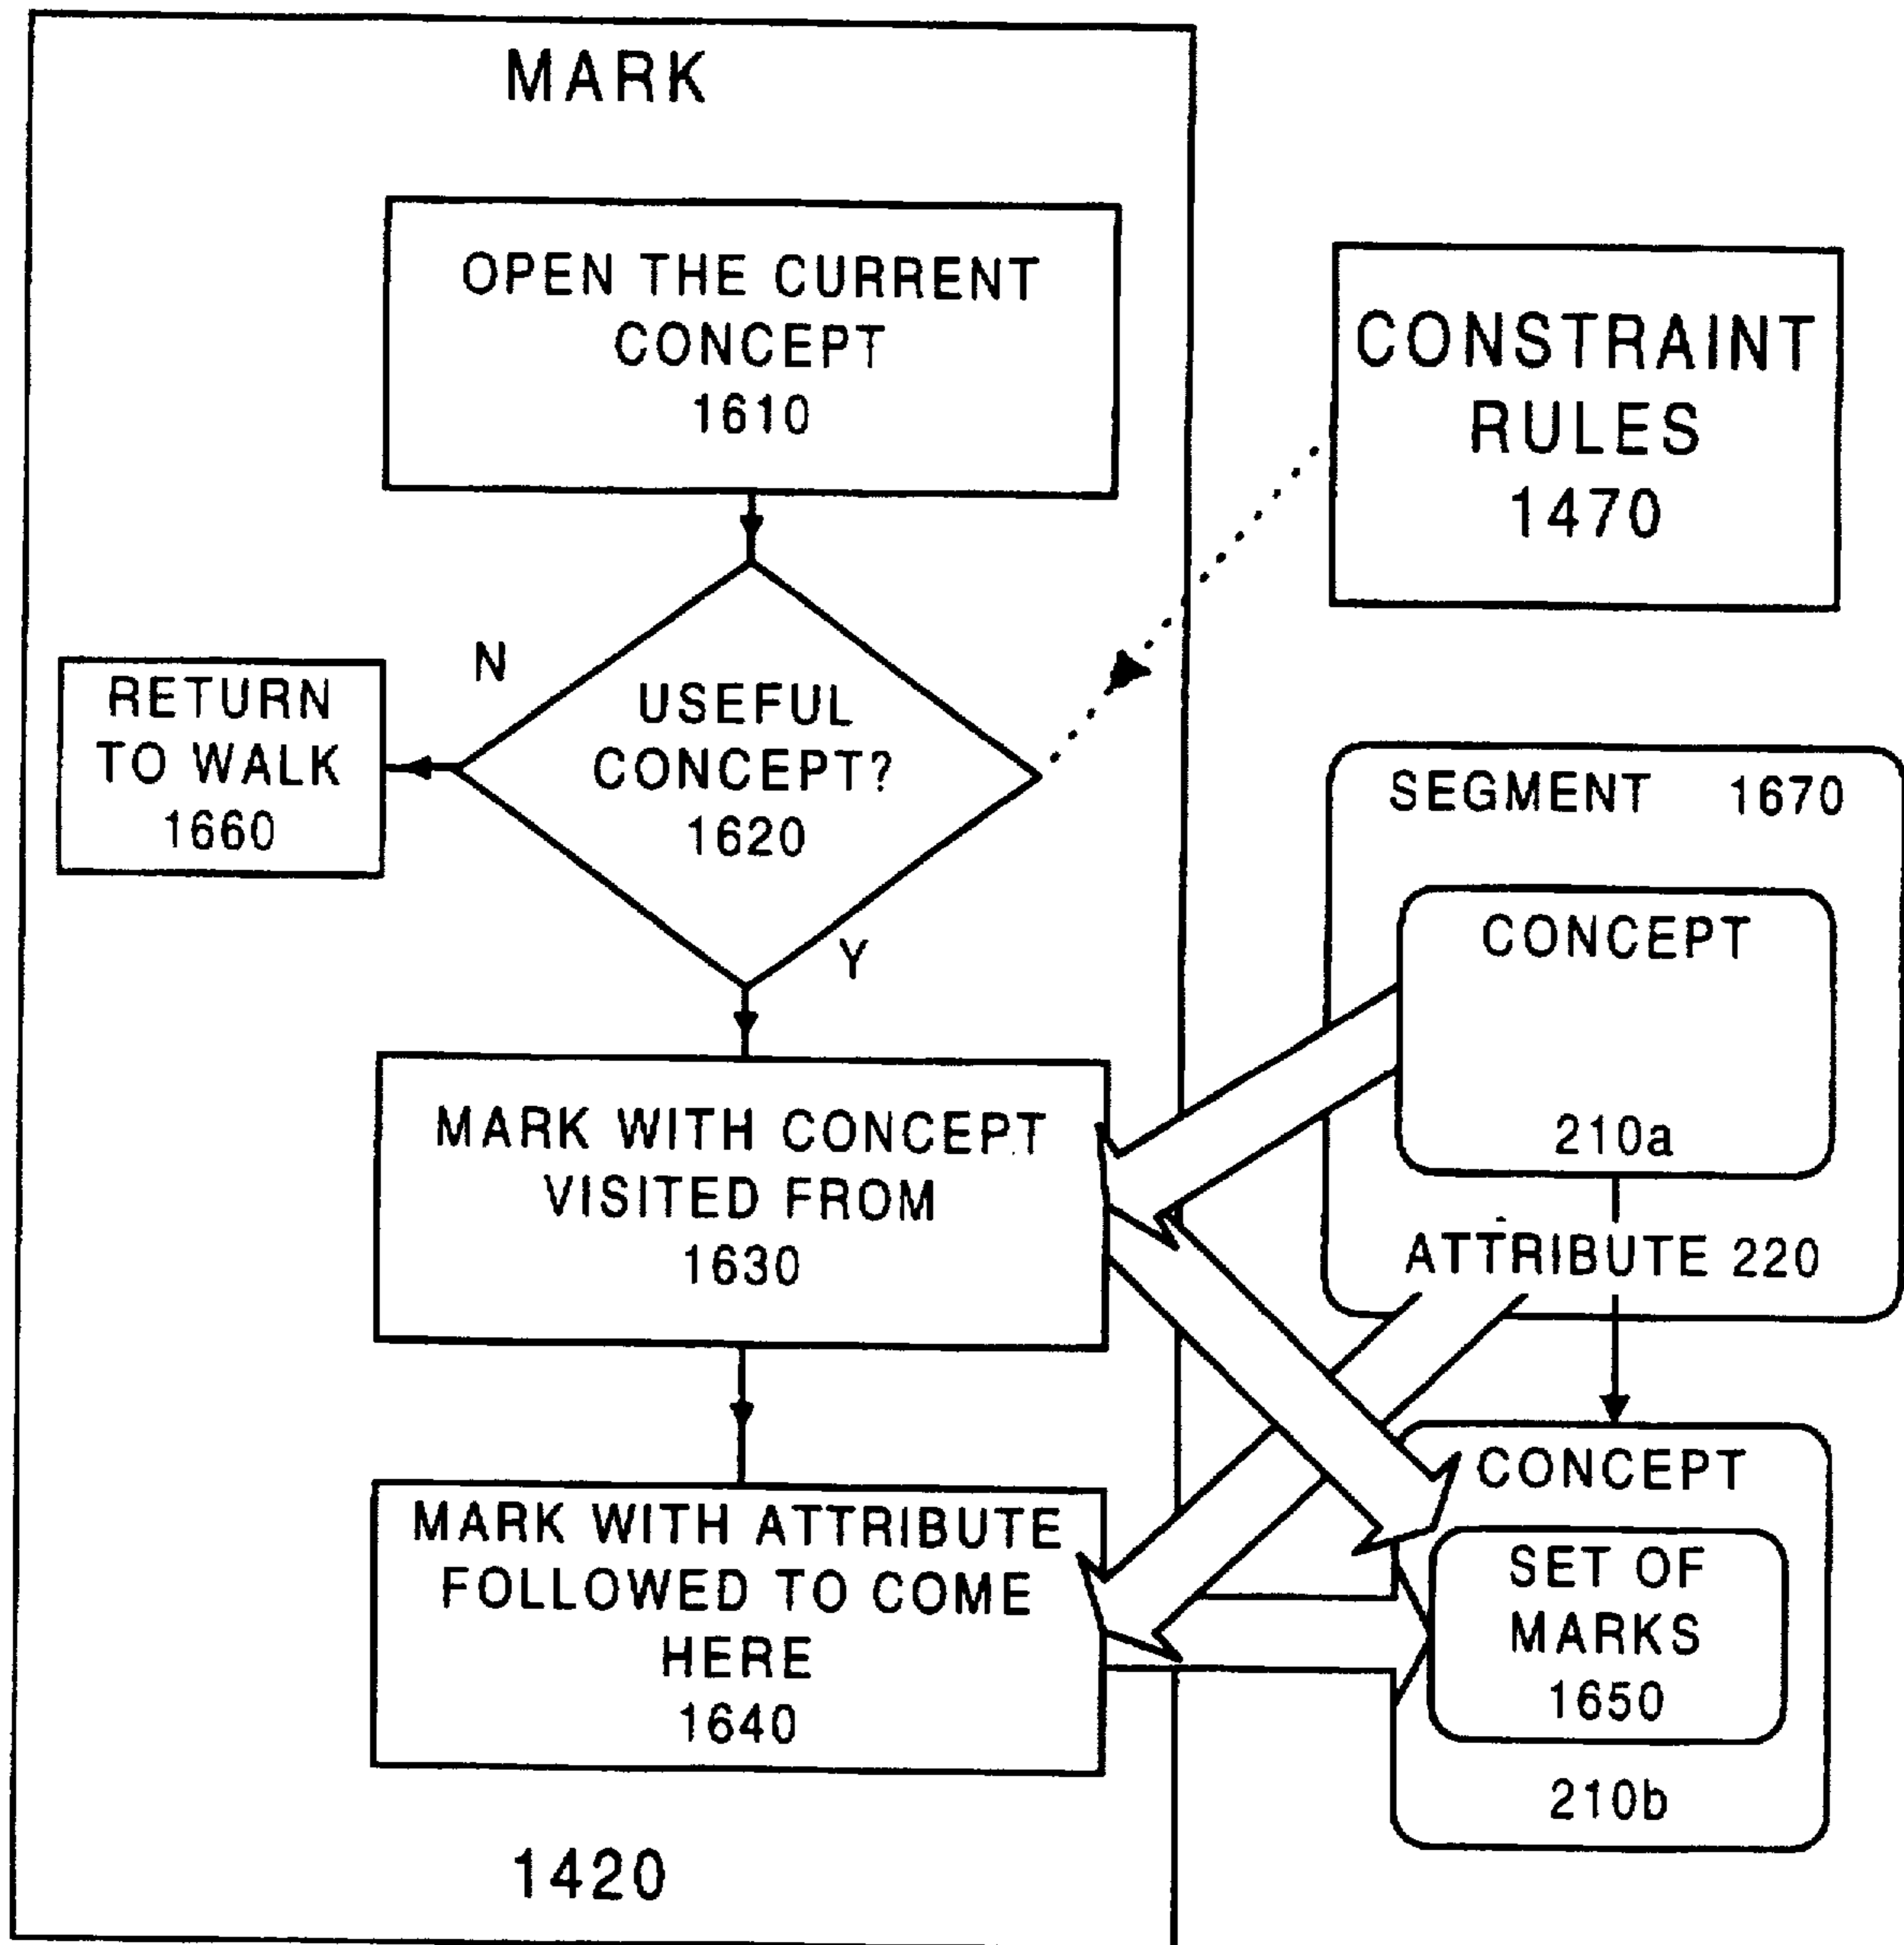 MARK
OPEN THE CURRENT
CONCEPT
1610
CONSTRAINT
RULES
1470
N
USEFUL
CONCEPT?
1620
RETURN
TO WALK
1660
Y
SEGMENT 1670
CONCEPT
210a
ATTRIBUTE 220
MARK WITH CONCEPT
VISITED FROM
1630
MARK WITH ATTRIBUTE
FOLLOWED TO COME
HERE
1640
CONCEPT
SET OF
MARKS
1650
210b
1420